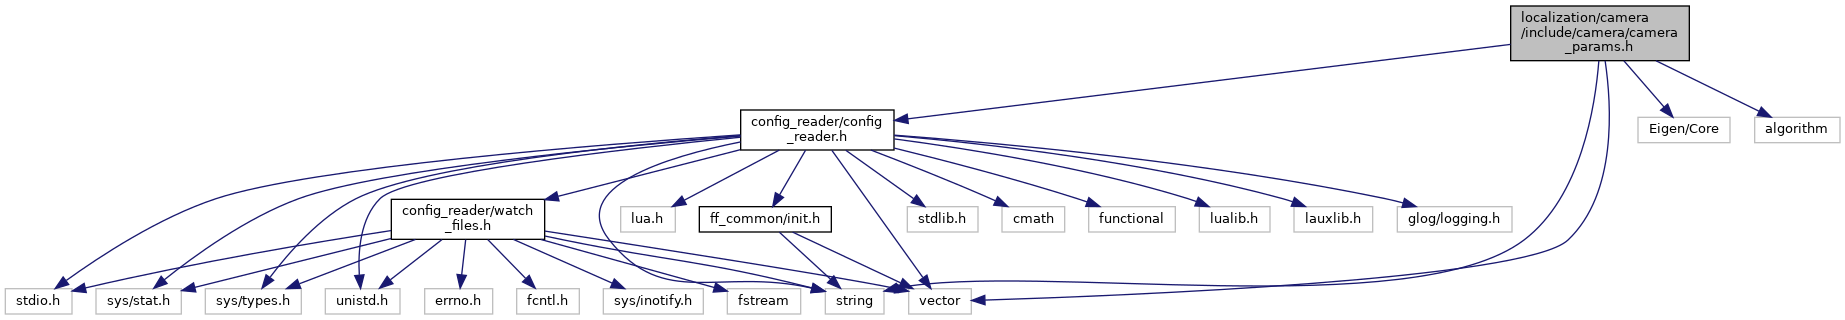 localization/camera
/include/camera/camera
_params.h
config_reader/config
_reader.h
Eigen/Core
algorithm
config_reader/watch
_files.h
lua.h
ff_common/init.h
stdlib.h
cmath
functional
lualib.h
lauxlib.h
glog/logging.h
stdio.h
sys/stat.h
sys/types.h
unistd.h
errno.h
fcntl.h
sys/inotify.h
fstream
string
vector